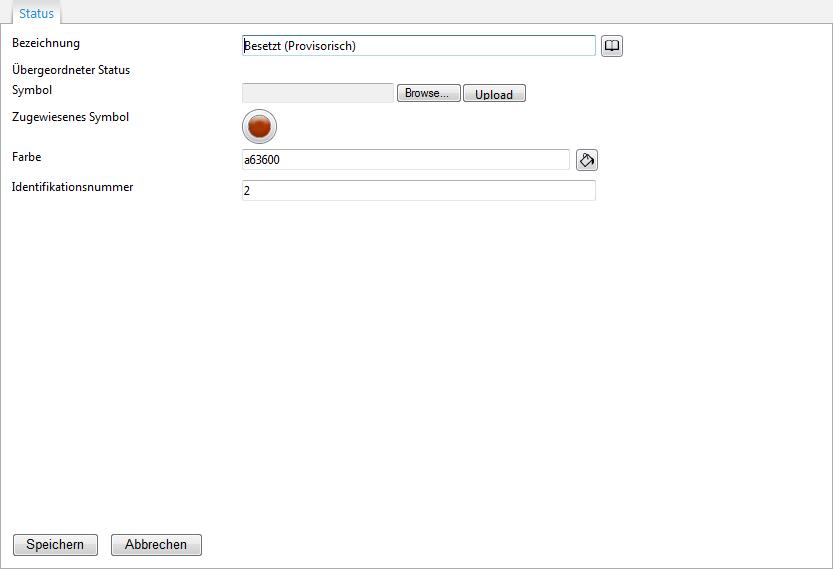 Status
Bezeichnung Besetzt (Provisorisch)
Übergeordneter Status
Symbol Browse... Upload
Zugewiesenes Symbol
Farbe a63600
Identifikationsnummer 2
Speichern Abbrechen